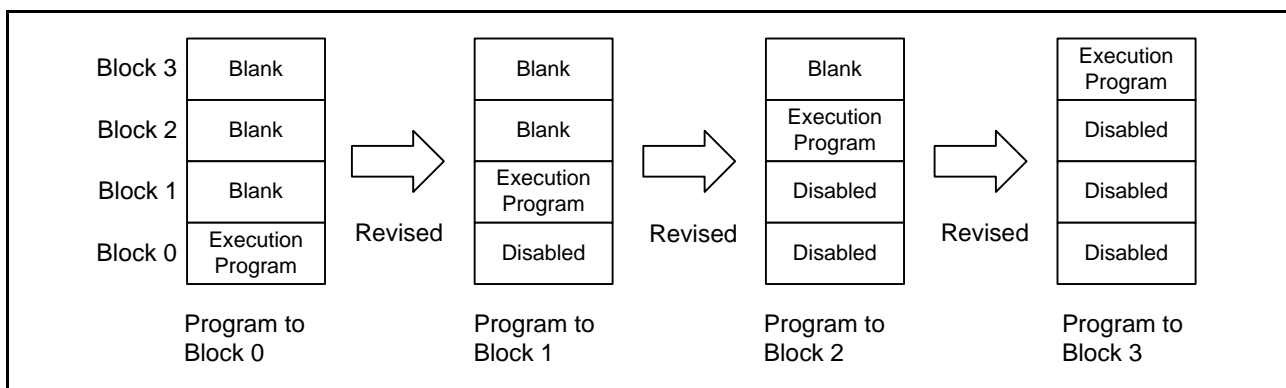 Block 3
Blank
Blank
Blank
Execution
Program
Block 2
Blank
Blank
Execution
Program
Disabled
Block 1
Blank
Execution
Program
Disabled
Disabled
Block 0
Execution
Program
Disabled
Disabled
Disabled
Revised
Revised
Revised
Program to
Block 0
Program to
Block 1
Program to
Block 2
Program to
Block 3